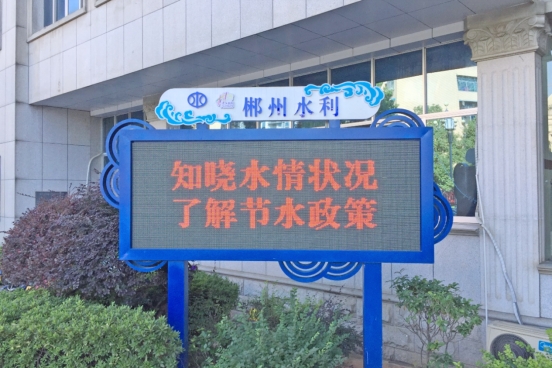 郴州水利
知晓水情状况
了解节水政策